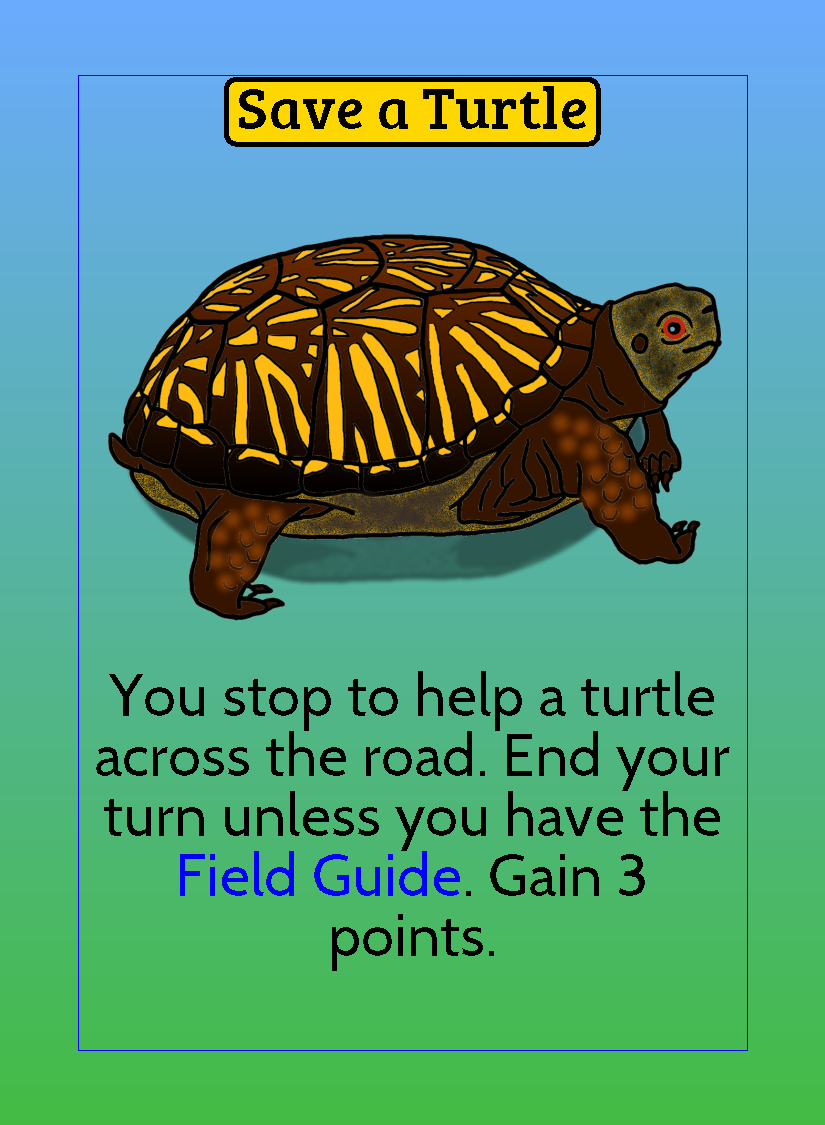 Save a Turtle
You stop to help a turtle
across the road. End your
turn unless you have the
Field Guide. Gain 3
points.